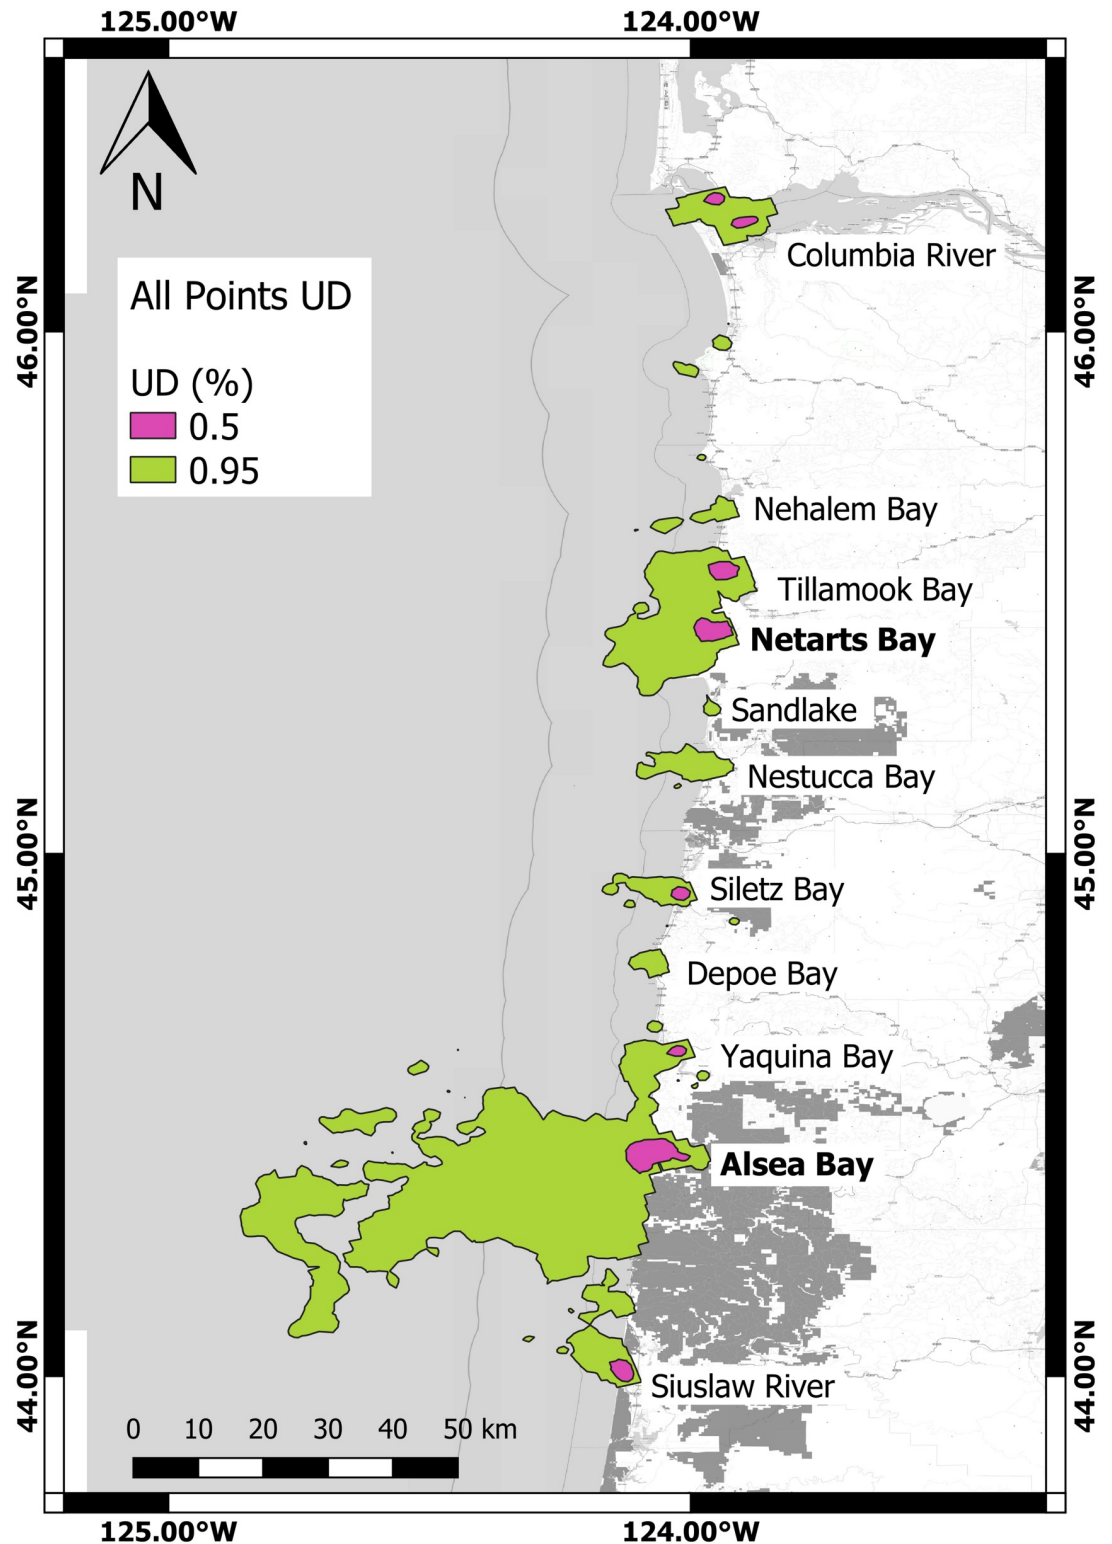 125.00°W
124.00°W
N
Columbia River
All Points UD
46.00°N
46.00°N
UD (%)
0.5
0.95
Nehalem Bay
Tillamook Bay
Netarts Bay
Sandlake
Nestucca Bay
45.00°N
45.00°N
Siletz Bay
Depoe Bay
Yaquina Bay
Alsea Bay
44.00°N
44.00°N
Siuslaw River
0 10 20 30 40 50 km
125.00°W
124.00°W